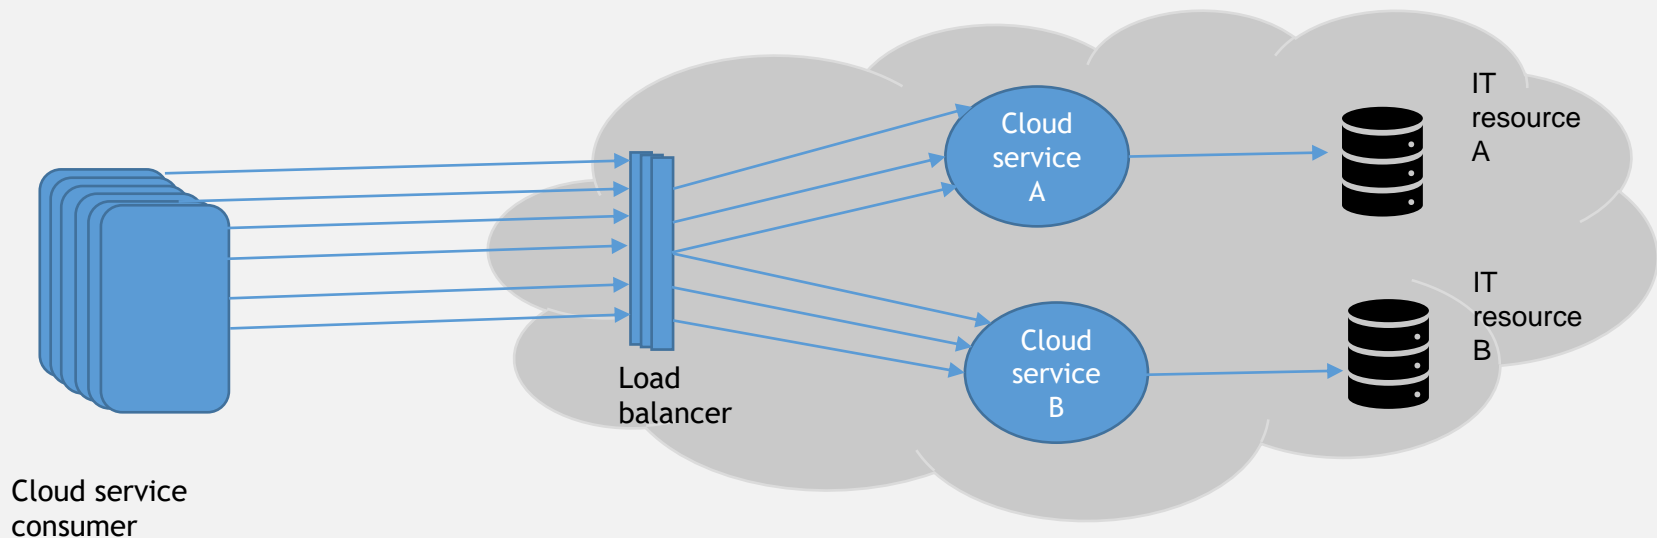 Cloud
service
A
IT
resource
A
Load
balancer
Cloud
service
B
IT
resource
B
Cloud service
consumer